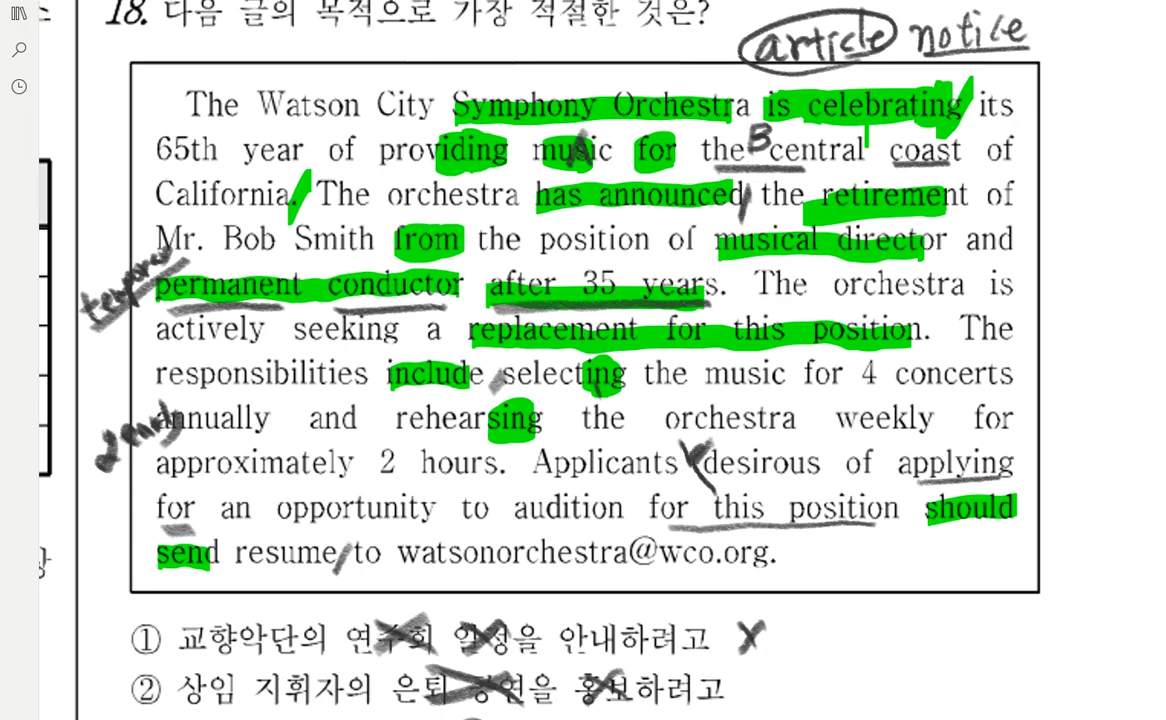 18. 다음 글의 목적으로 가장 적절한 것은?
article notice
The Watson City Symphony Orchestra is celebrating its
65th year of providing music for the central coast of
A B
California. The orchestra has announced the retirement of
Mr. Bob Smith from the position of musical director and
permanent conductor after 35 years. The orchestra is
actively seeking a replacement for this position. The
responsibilities include selecting the music for 4 concerts
annually and rehearsing the orchestra weekly for
approximately 2 hours. Applicants desirous of applying
for an opportunity to audition for this position should
send resume to watsonorchestra@wco.org.
① 교향악단의 연주회 일정을 안내하려고 X
② 상임 지휘자의 은퇴 공연을 홍보하려고